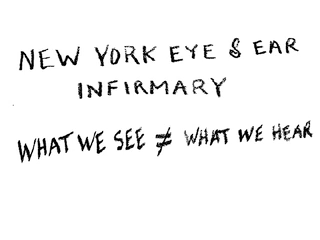 NEW YORK EYE & EAR
INFIRMARY
WHAT WE SEE ≠ WHAT WE HEAR